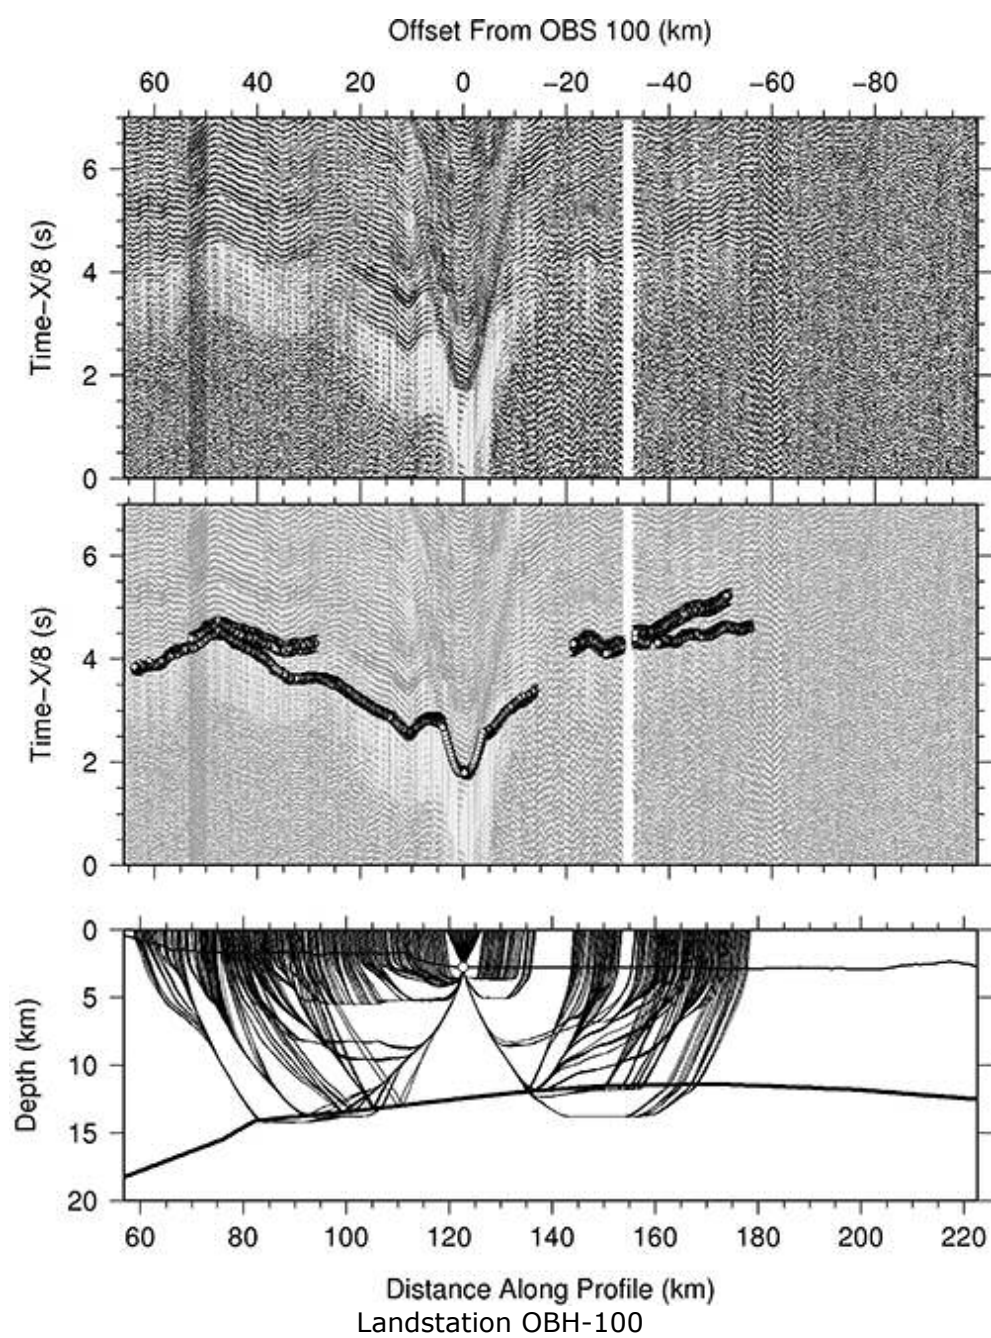 Offset From OBS 100 (km)
60 40 20 0 −20 −40 −60 −80
6
4
2
0
Time−X/8 (s)
6
4
2
0
Time−X/8 (s)
0
5
10
15
20
Depth (km)
60 80 100 120 140 160 180 200 220
Distance Along Profile (km)
Landstation OBH-100